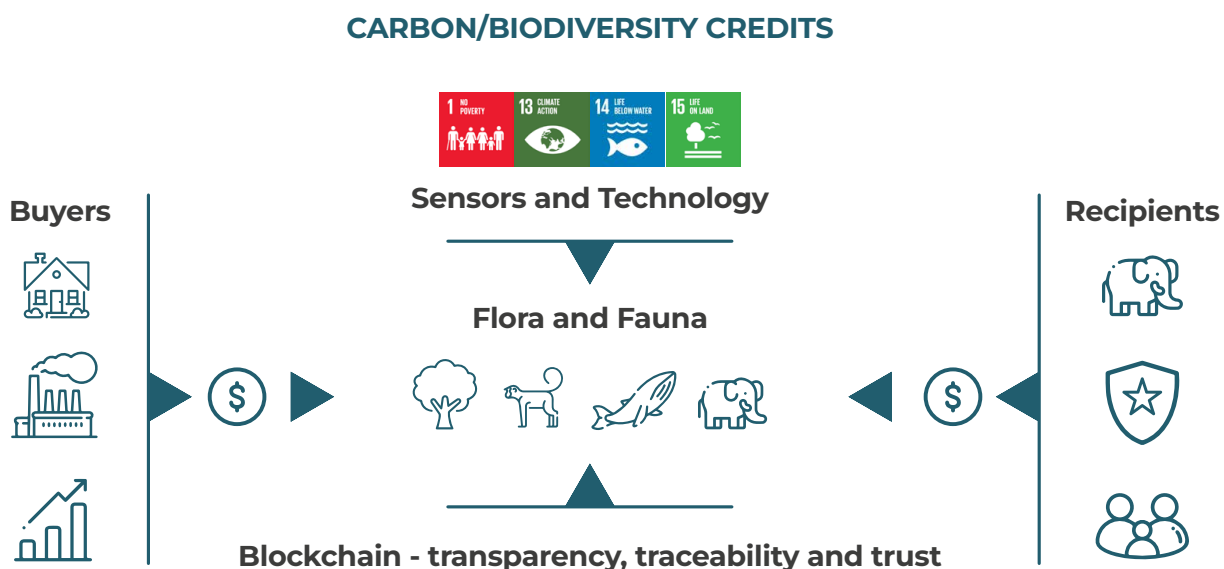 CARBON/BIODIVERSITY CREDITS
1 NO POVERTY
13 CLIMATE ACTION
14 LIFE BELOW WATER
15 LIFE ON LAND
Sensors and Technology
Buyers
Recipients
Flora and Fauna
$
$
Blockchain - transparency, traceability and trust